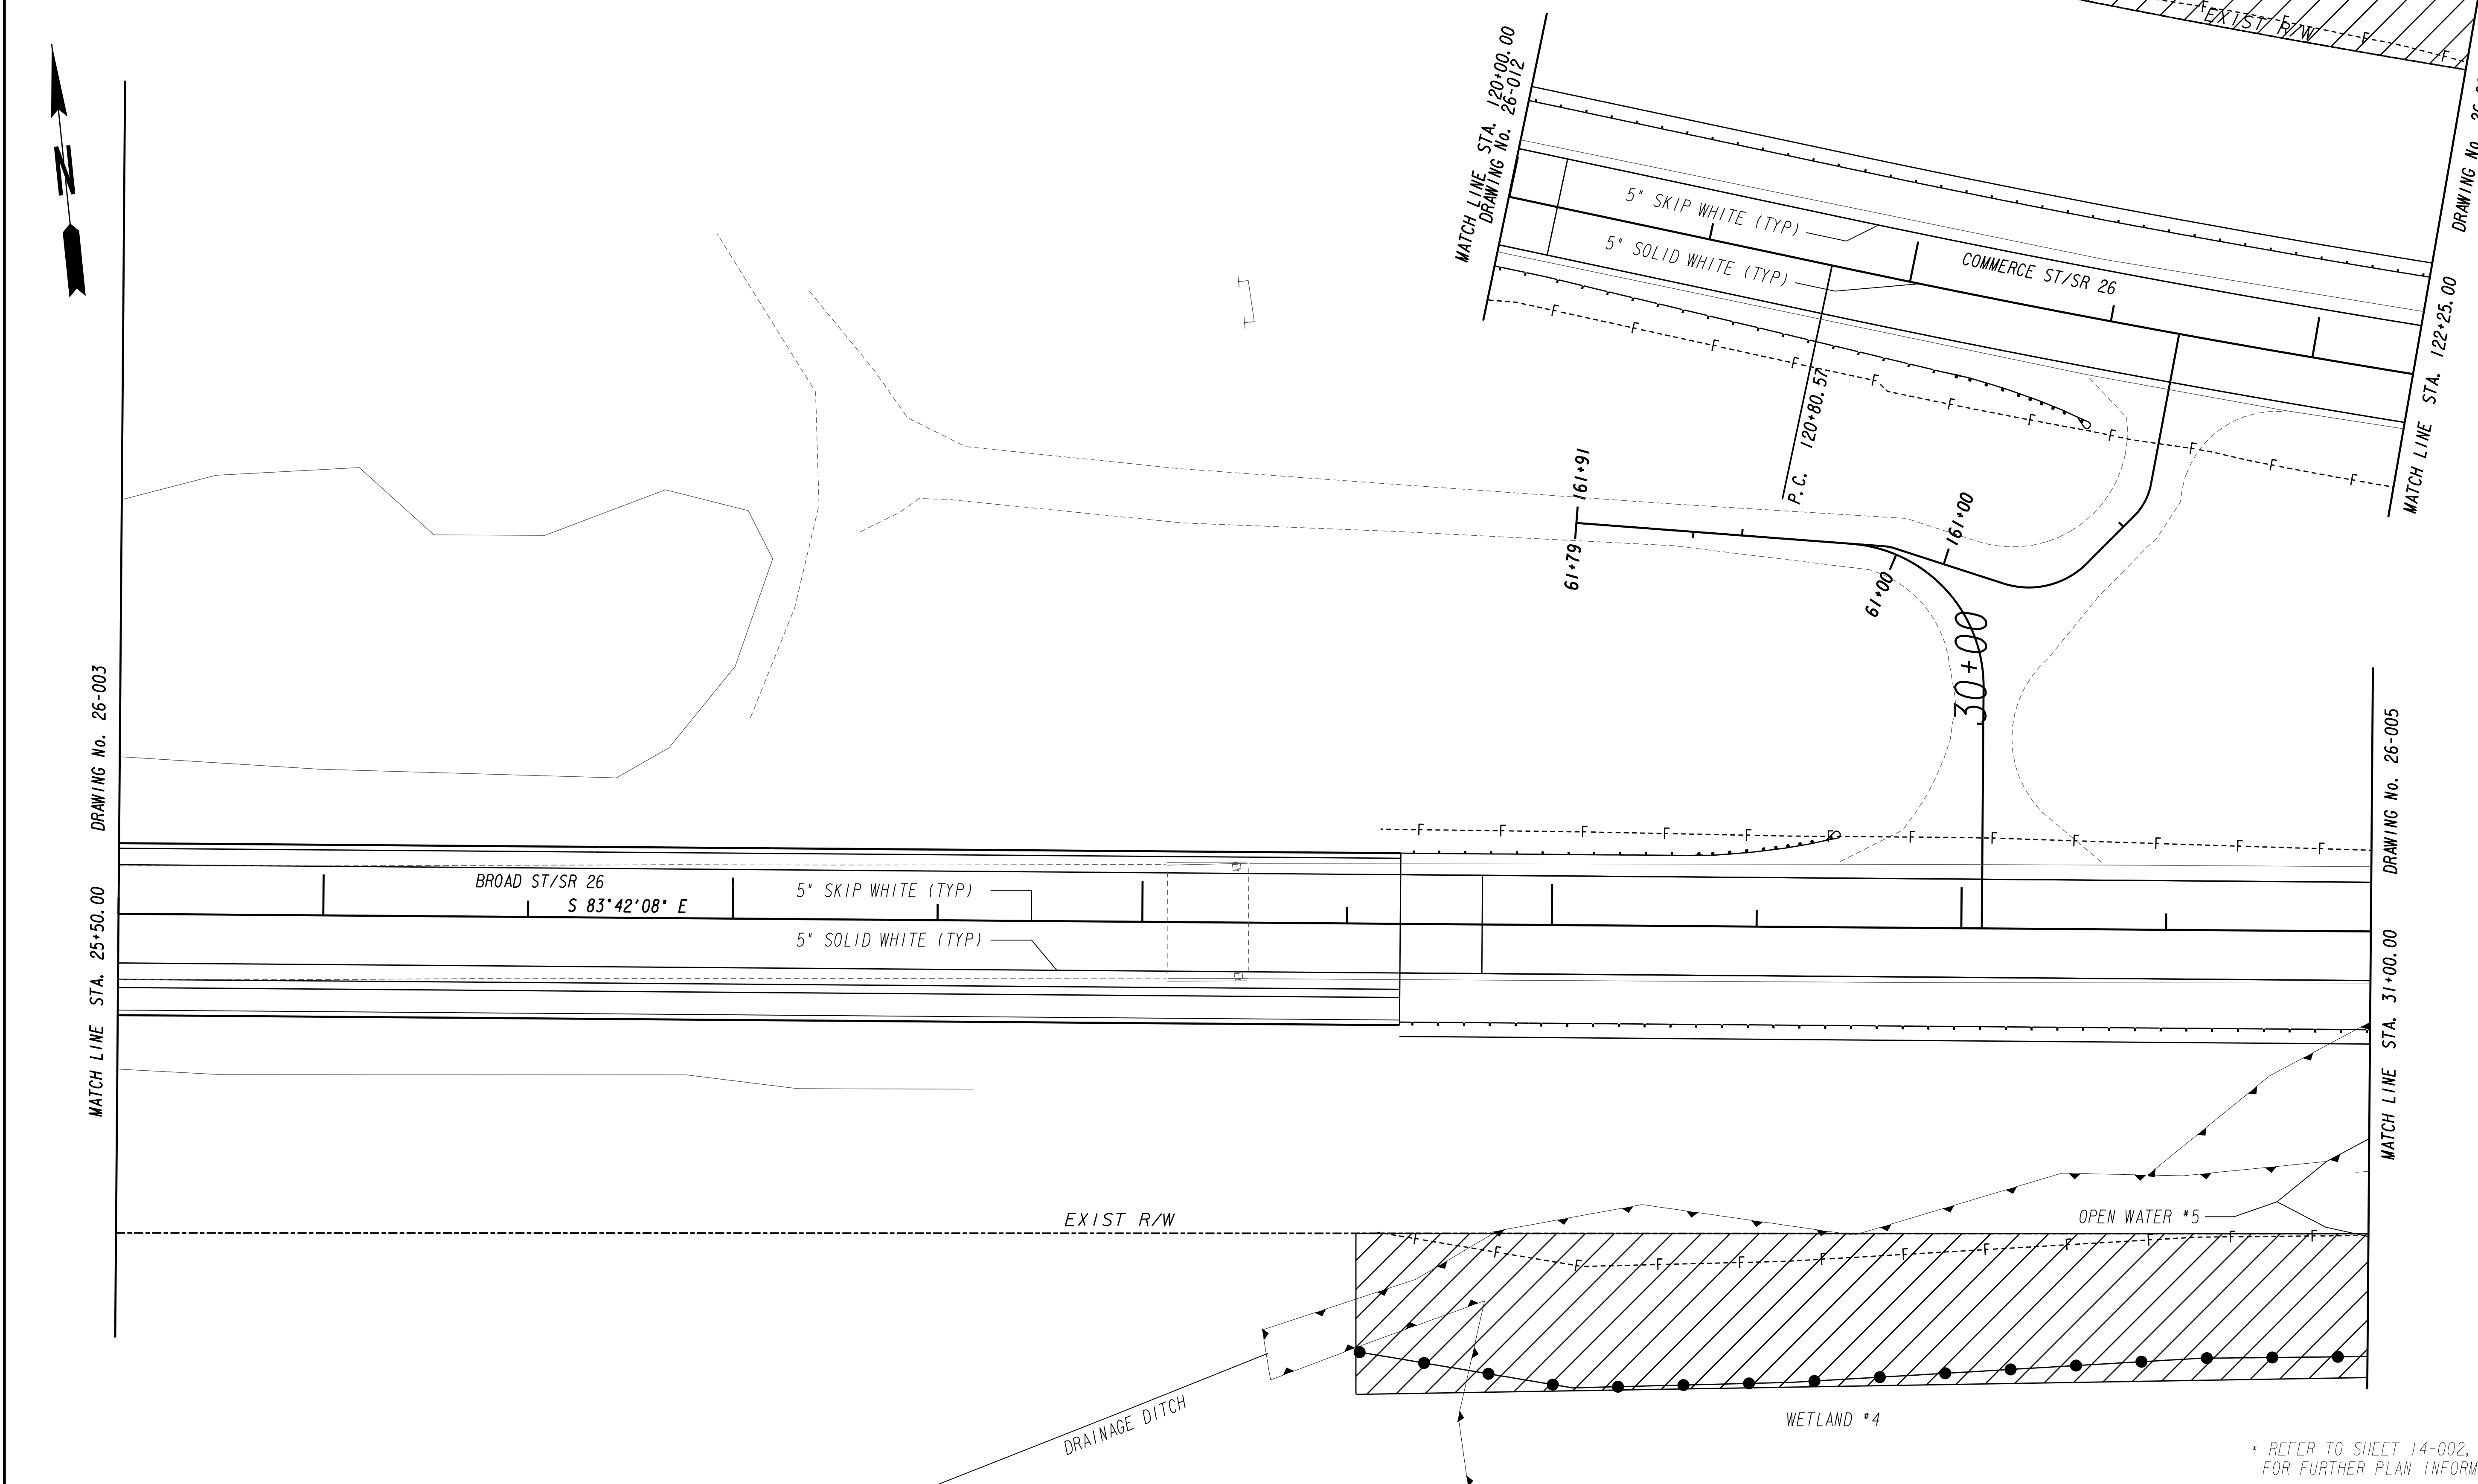 N
EXIST R/W
MATCH LINE STA. 120+00.00
DRAWING No. 26-012
5" SKIP WHITE (TYP)
5" SOLID WHITE (TYP)
COMMERCE ST/SR 26
DRAWING No.
MATCH LINE STA. 122+25.00
P.C. 120+80.57
161+91
61+79
161+00
61+00
30+00
DRAWING No. 26-003
MATCH LINE STA. 25+50.00
BROAD ST/SR 26
S 83°42'08" E
5" SKIP WHITE (TYP)
5" SOLID WHITE (TYP)
DRAWING No. 26-005
MATCH LINE STA. 31+00.00
F F F F F F F F F F F F
EXIST R/W
OPEN WATER #5
DRAINAGE DITCH
WETLAND #4
* REFER TO SHEET 14-002,
FOR FURTHER PLAN INFORM